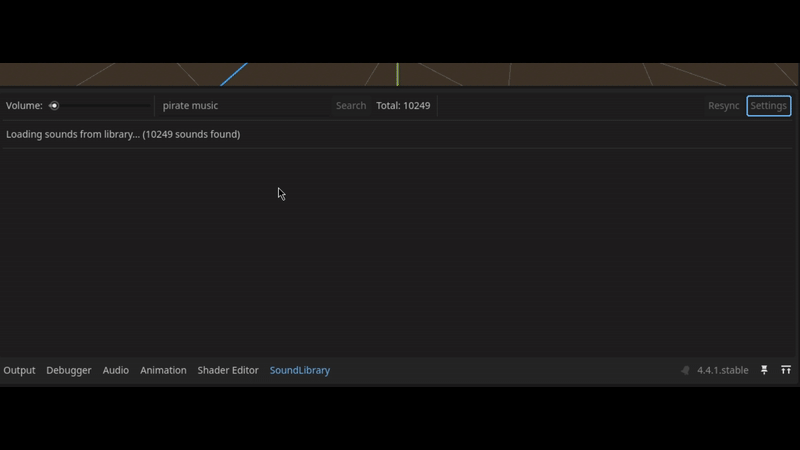 Volume: pirate music Search Total: 10249 Resync Settings
Loading sounds from library... (10249 sounds found)
Output Debugger Audio Animation Shader Editor SoundLibrary 4.4.1.stable